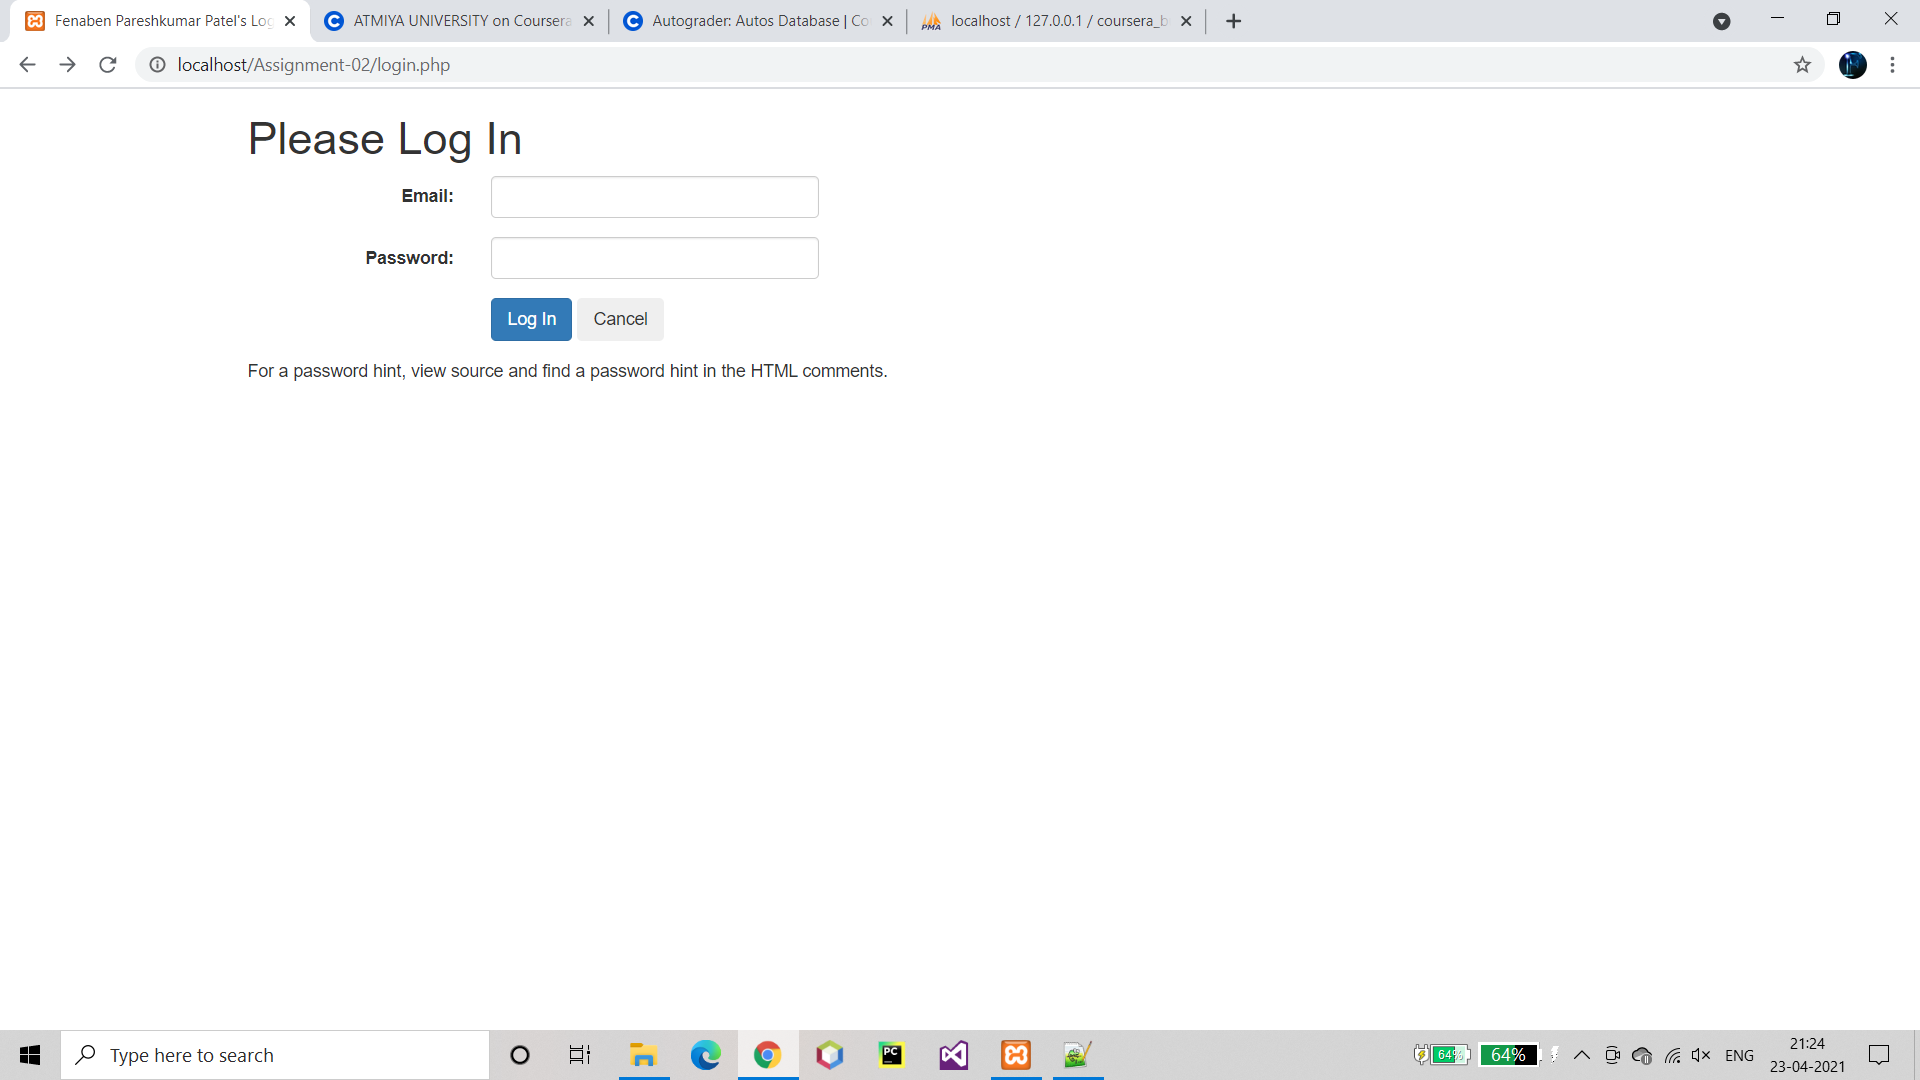 Fenaben Pareshkumar Patel's Log
ATMIYA UNIVERSITY on Coursera
Autograder: Autos Database | Co
localhost / 127.0.0.1 / coursera_b
localhost/Assignment-02/login.php
Please Log In
Email:
Password:
Log In Cancel
For a password hint, view source and find a password hint in the HTML comments.
Type here to search
PC
64%
64%
ENG
21:24
23-04-2021
PMA